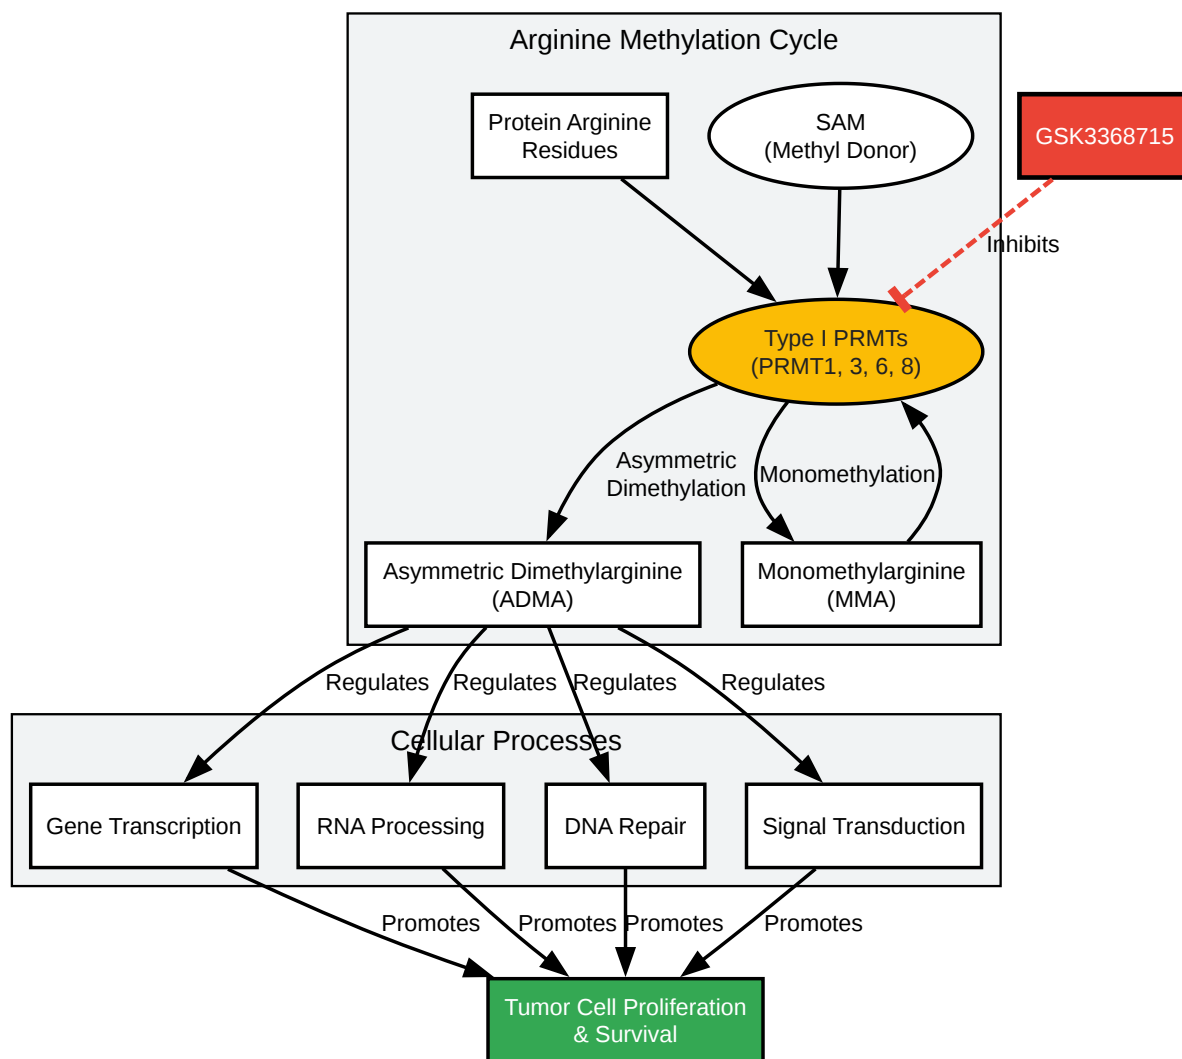 Arginine Methylation Cycle
Protein Arginine
Residues
SAM
(Methyl Donor)
GSK3368715
Inhibits
Type I PRMTs
(PRMT1, 3, 6, 8)
Asymmetric
Dimethylation
Monomethylation
Asymmetric Dimethylarginine
(ADMA)
Monomethylarginine
(MMA)
Regulates
Regulates
Regulates
Regulates
Cellular Processes
Gene Transcription
RNA Processing
DNA Repair
Signal Transduction
Promotes
Promotes
Promotes
Promotes
Tumor Cell Proliferation
& Survival